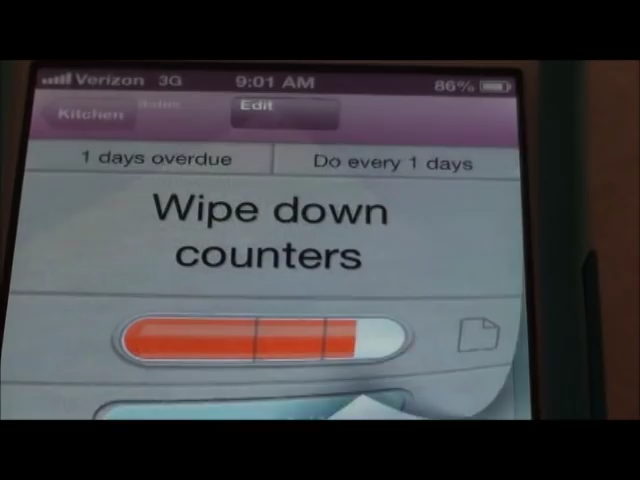 Verizon 3G 9:01 AM 86%
Kitchen Edit
1 days overdue Do every 1 days
Wipe down
counters